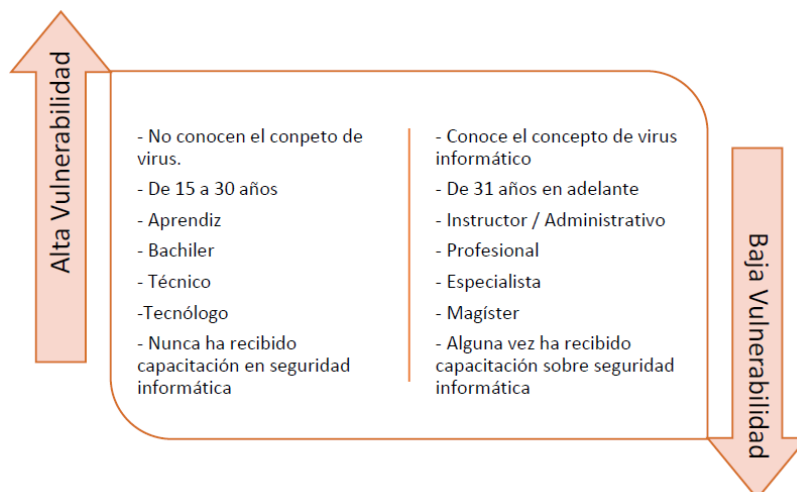 Alta Vulnerabilidad
- No conocen el conpeto de
virus.
- De 15 a 30 años
- Aprendiz
- Bachiler
- Técnico
-Tecnólogo
- Nunca ha recibido
capacitación en seguridad
informática
- Conoce el concepto de virus
informático
- De 31 años en adelante
- Instructor / Administrativo
- Profesional
- Especialista
- Magíster
- Alguna vez ha recibido
capacitación sobre seguridad
informática
Baja Vulnerabilidad